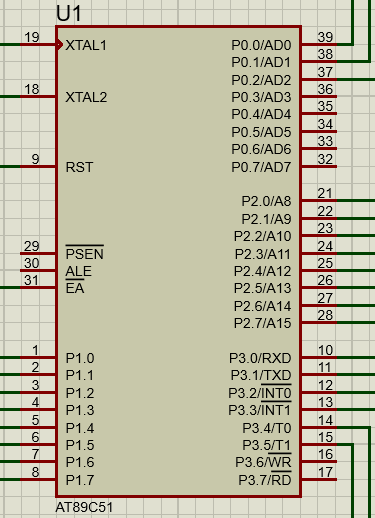 U1
19 XTAL1 P0.0/AD0 39
P0.1/AD1 38
P0.2/AD2 37
18 XTAL2 P0.3/AD3 36
P0.4/AD4 35
P0.5/AD5 34
P0.6/AD6 33
9 RST P0.7/AD7 32
P2.0/A8 21
P2.1/A9 22
P2.2/A10 23
29 PSEN P2.3/A11 24
30 ALE P2.4/A12 25
31 EA P2.5/A13 26
P2.6/A14 27
P2.7/A15 28
1 P1.0 P3.0/RXD 10
2 P1.1 P3.1/TXD 11
3 P1.2 P3.2/INT0 12
4 P1.3 P3.3/INT1 13
5 P1.4 P3.4/T0 14
6 P1.5 P3.5/T1 15
7 P1.6 P3.6/WR 16
8 P1.7 P3.7/RD 17
AT89C51